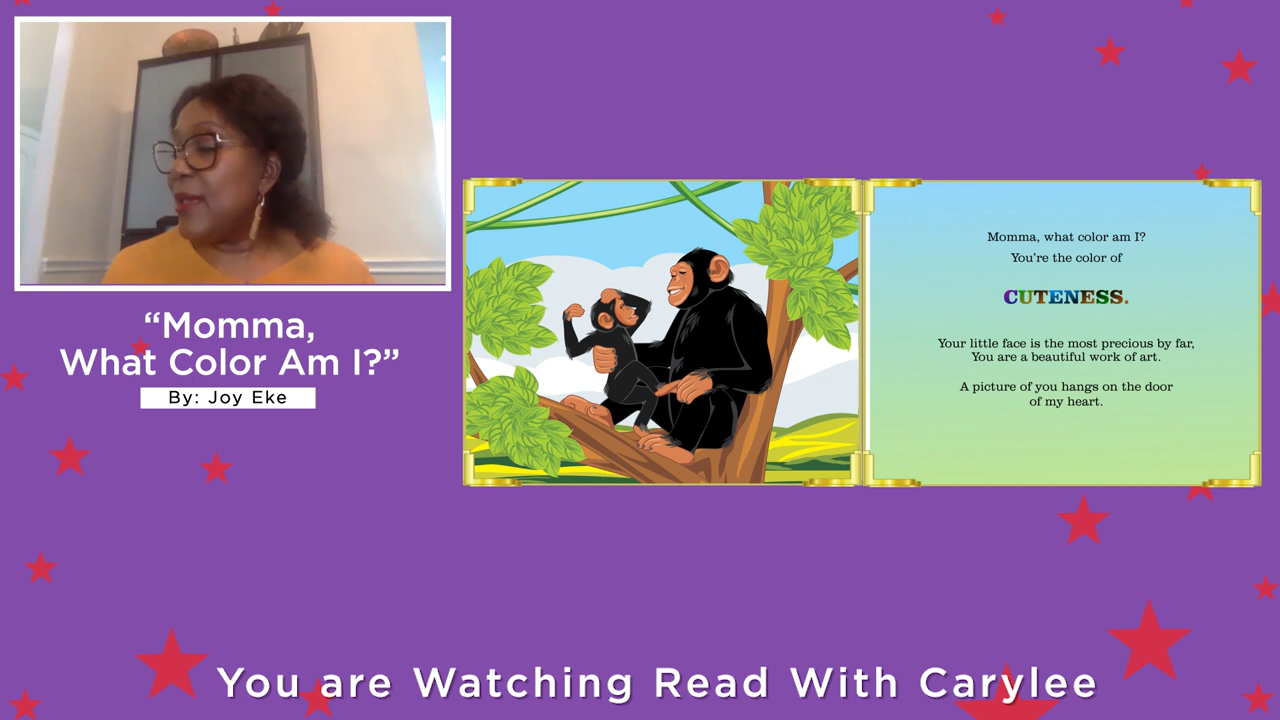 “Momma,
What Color Am I?”
By: Joy Eke
Momma, what color am I?
You’re the color of
CUTENESS.
Your little face is the most precious by far,
You are a beautiful work of art.
A picture of you hangs on the door
of my heart.
You are Watching Read With Carylee